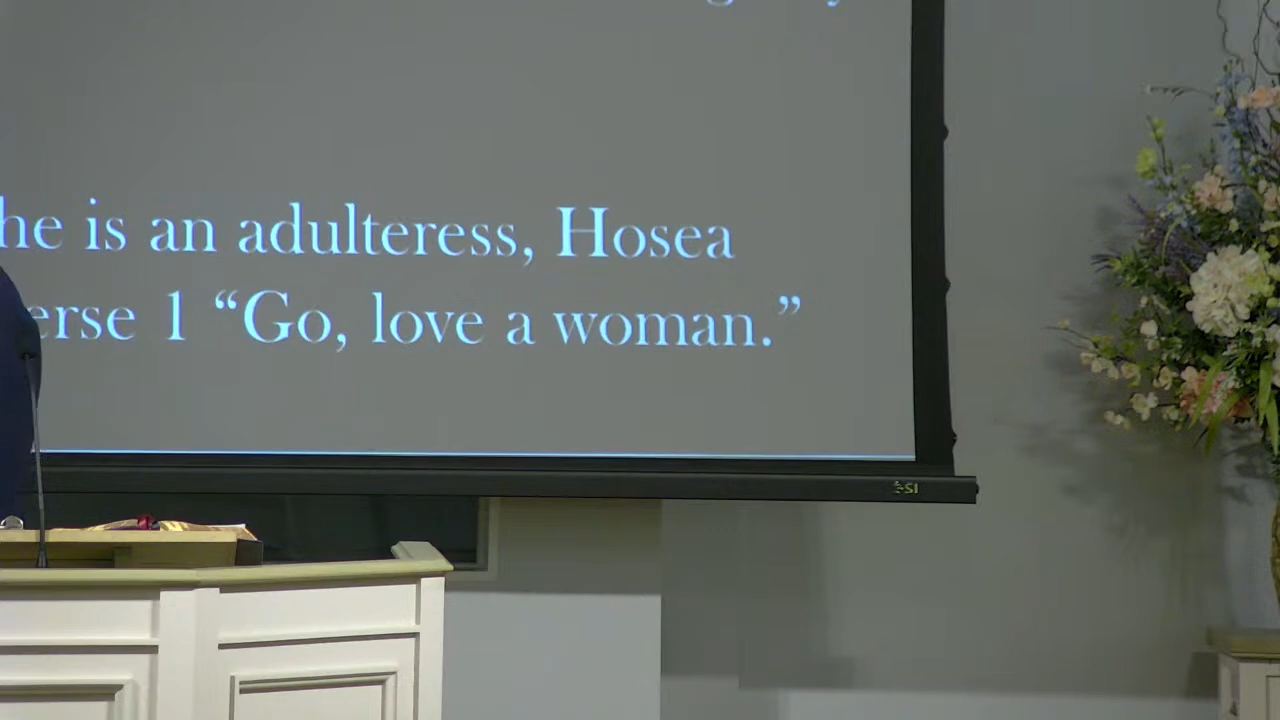 he is an adulteress, Hosea
erse 1 “Go, love a woman.”